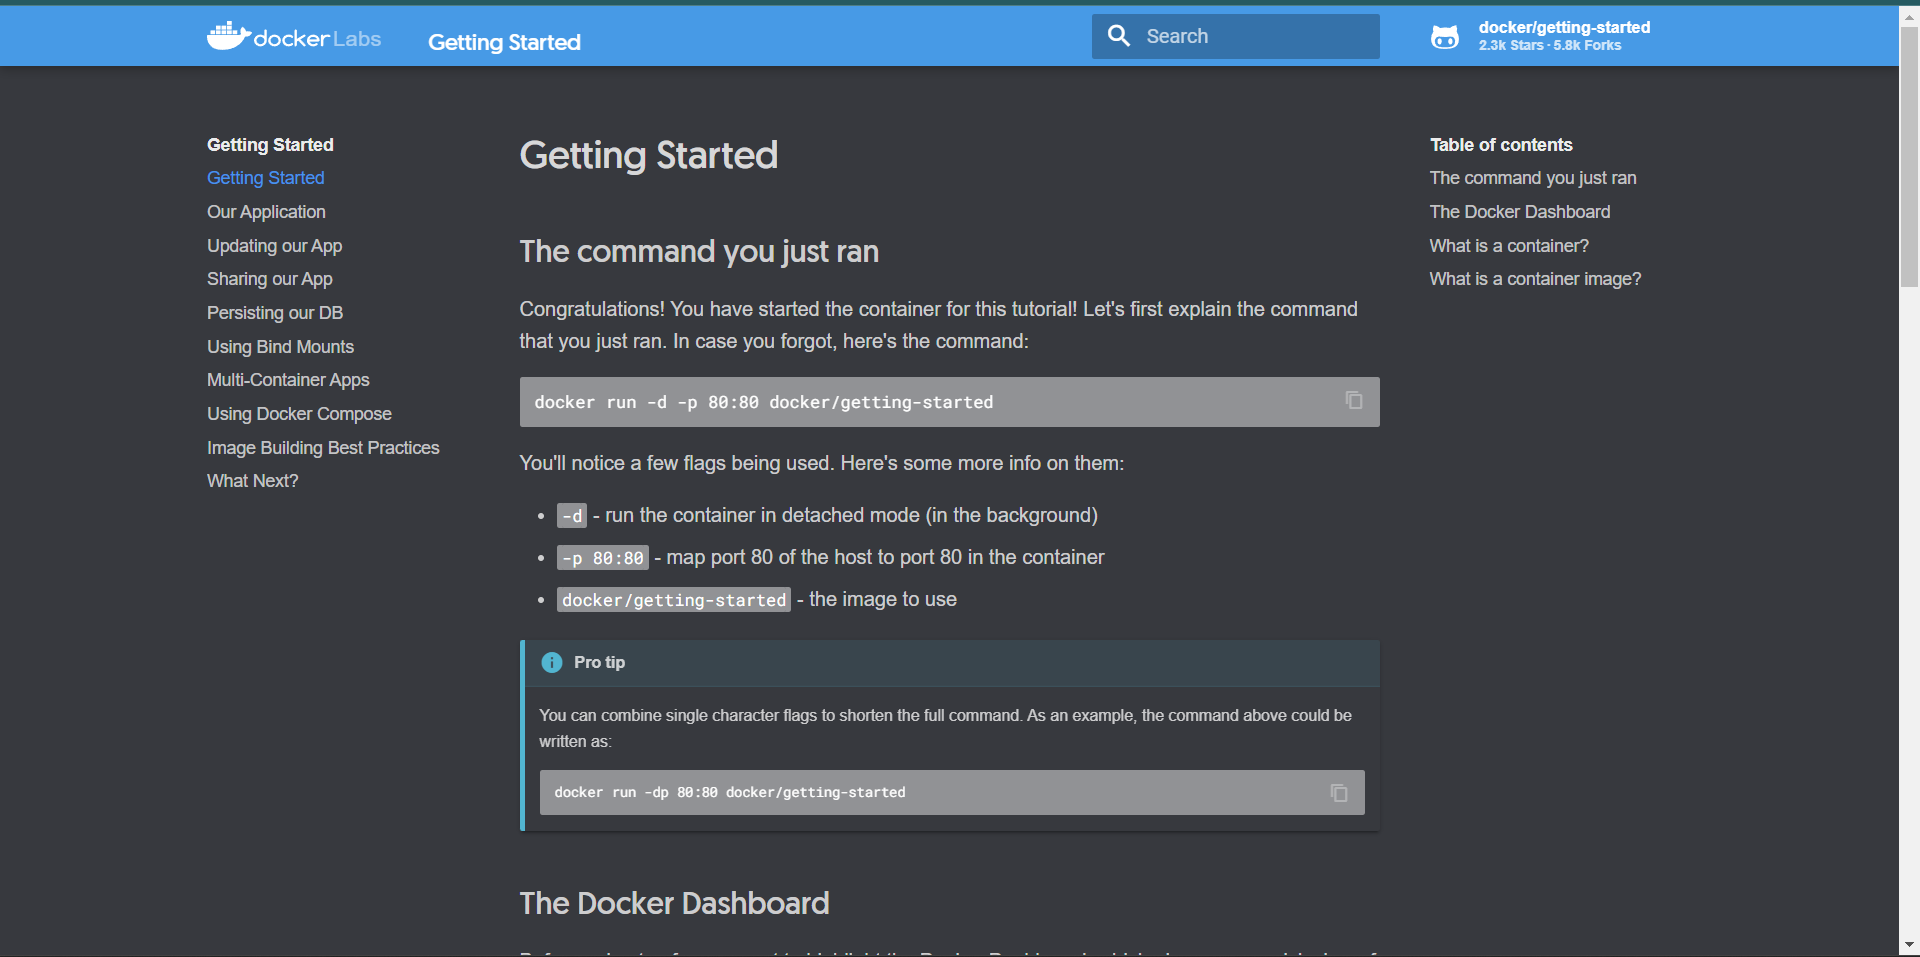 docker Labs
Getting Started
Search
docker/getting-started
2.3k Stars · 5.8k Forks
Getting Started
Getting Started
Our Application
Updating our App
Sharing our App
Persisting our DB
Using Bind Mounts
Multi-Container Apps
Using Docker Compose
Image Building Best Practices
What Next?
Getting Started
The command you just ran
Congratulations! You have started the container for this tutorial! Let's first explain the command
that you just ran. In case you forgot, here's the command:
docker run -d -p 80:80 docker/getting-started
You'll notice a few flags being used. Here's some more info on them:
• -d - run the container in detached mode (in the background)
• -p 80:80 - map port 80 of the host to port 80 in the container
• docker/getting-started - the image to use
Pro tip
You can combine single character flags to shorten the full command. As an example, the command above could be
written as:
docker run -dp 80:80 docker/getting-started
The Docker Dashboard
Table of contents
The command you just ran
The Docker Dashboard
What is a container?
What is a container image?